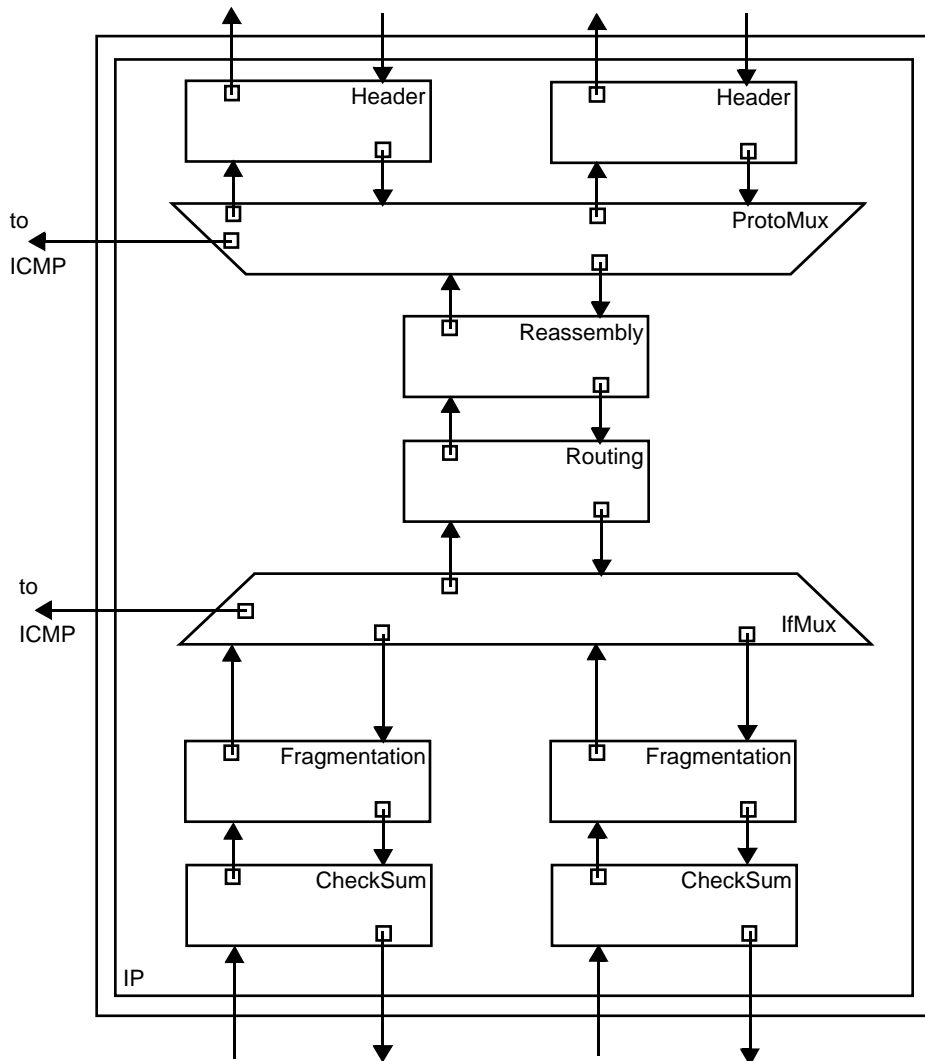 Header
Header
to
ICMP
ProtoMux
Reassembly
Routing
to
ICMP
IfMux
Fragmentation
Fragmentation
CheckSum
CheckSum
IP